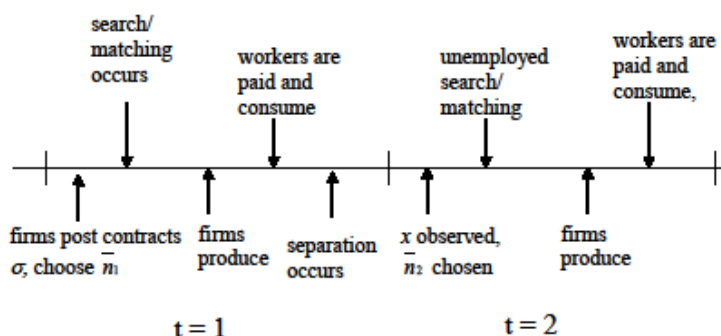 search/
matching
occurs
workers are
paid and
consume
unemployed
search/
matching
workers are
paid and
consume,
firms post contracts
σ, choose n̅₁
firms
produce
separation
occurs
x observed,
n̅₂ chosen
firms
produce
t = 1
t = 2